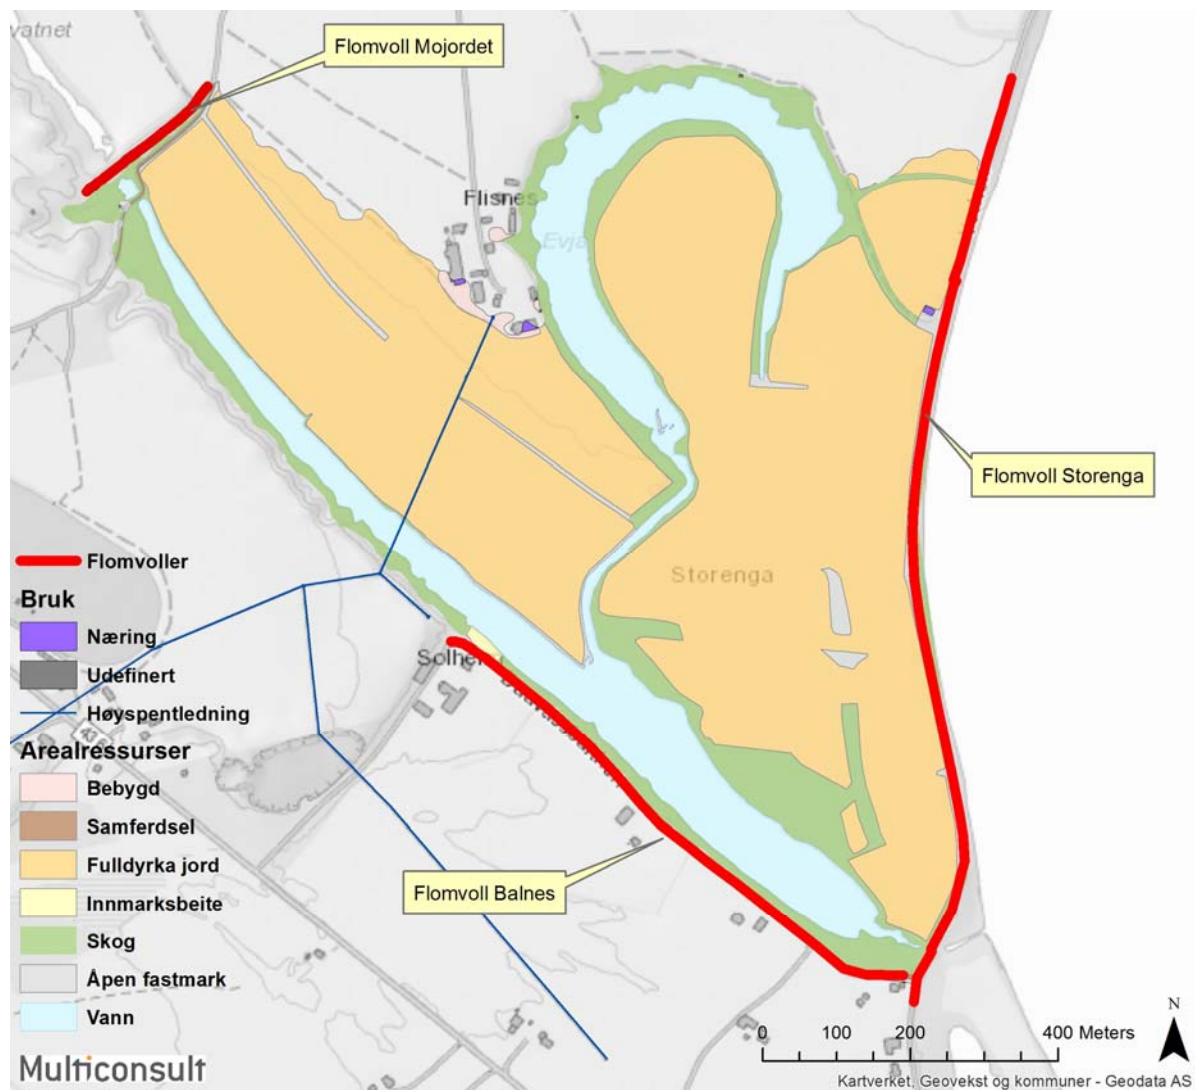 vatnet
Flomvoll Mojordet
Flisnes
Evja
Flomvoll Storenga
Storenga
Flomvoller
Bruk
Næring
Udefinert
Høyspentledning
Arealressurser
Bebygd
Samferdsel
Fulldyrka jord
Innmarksbeite
Skog
Åpen fastmark
Vann
Flomvoll Balnes
Multiconsult
N
0 100 200 400 Meters
Kartverket, Geovekst og kommuner - Geodata AS